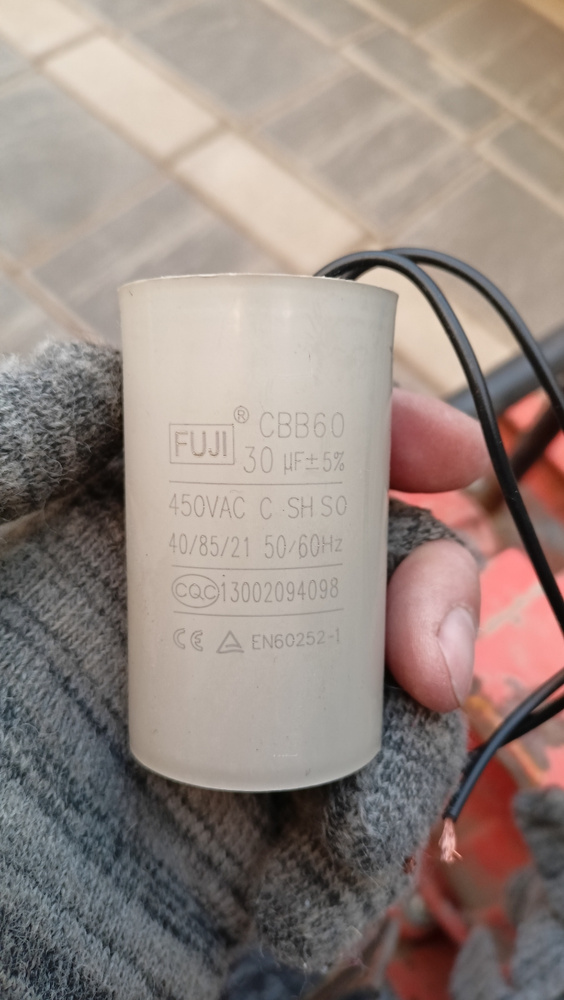 FUJI ® CBB60
30 µF±5%
450VAC C SH S0
40/85/21 50/60Hz
CQC 13002094098
CE EN60252-1